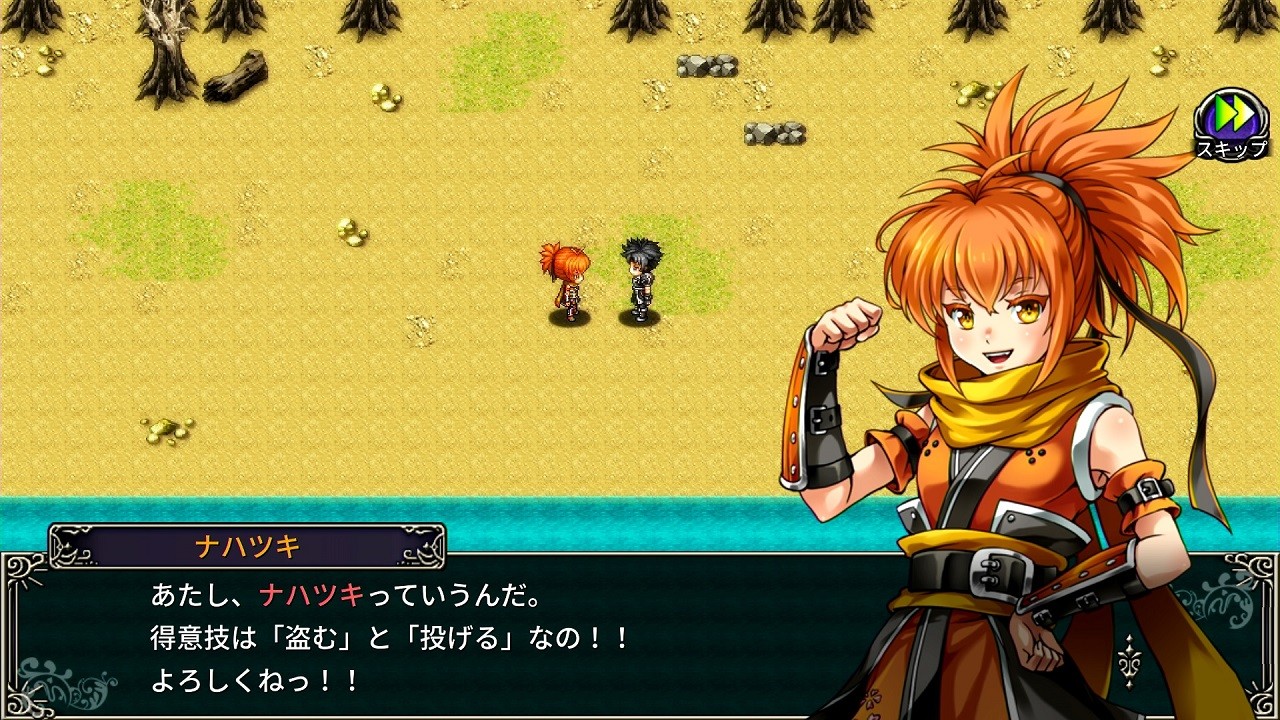 スキップ
ナハツキ
あたし、ナハツキっていうんだ。
得意技は「盗む」と「投げる」なの！！
よろしくねっ！！